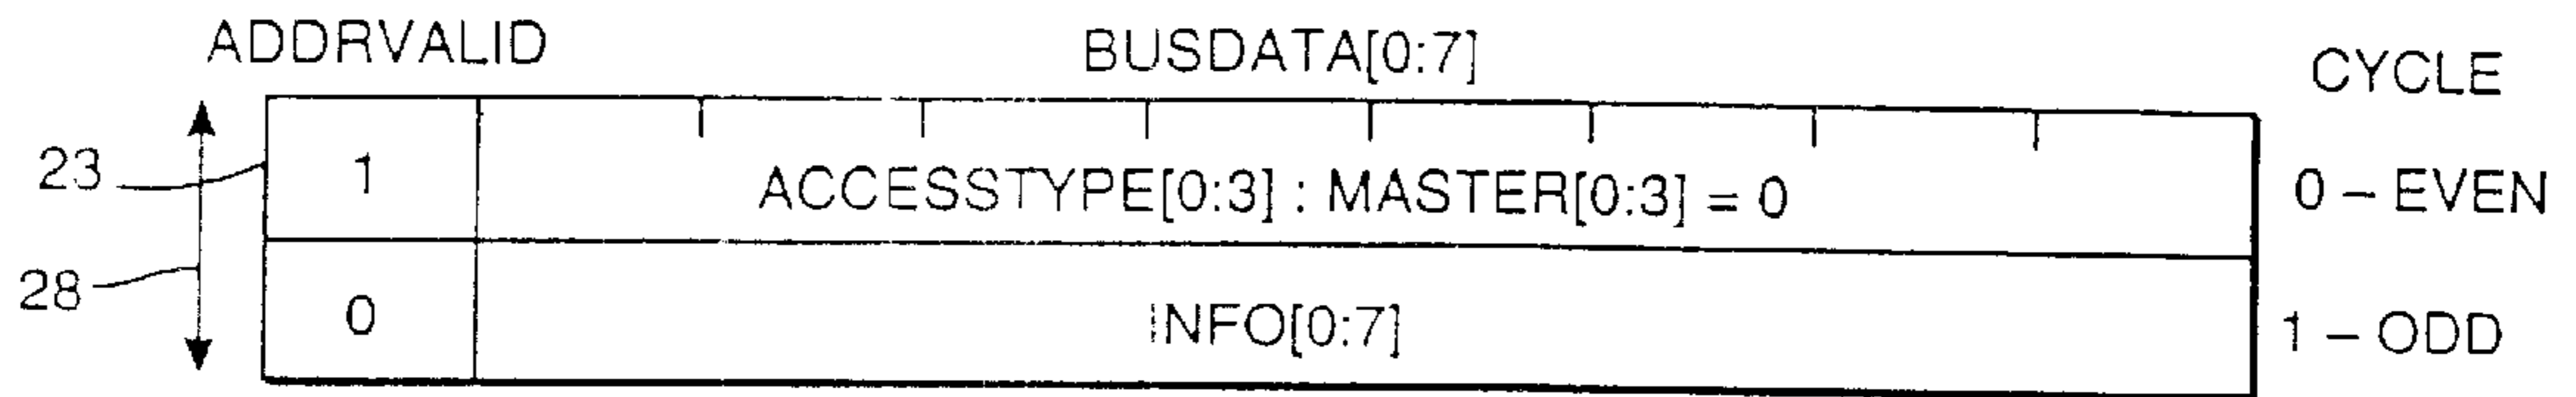 ADDRVALID BUSDATA[0:7] CYCLE
23 1 ACCESSTYPE[0:3] : MASTER[0:3] = 0 0 – EVEN
28 0 INFO[0:7] 1 – ODD